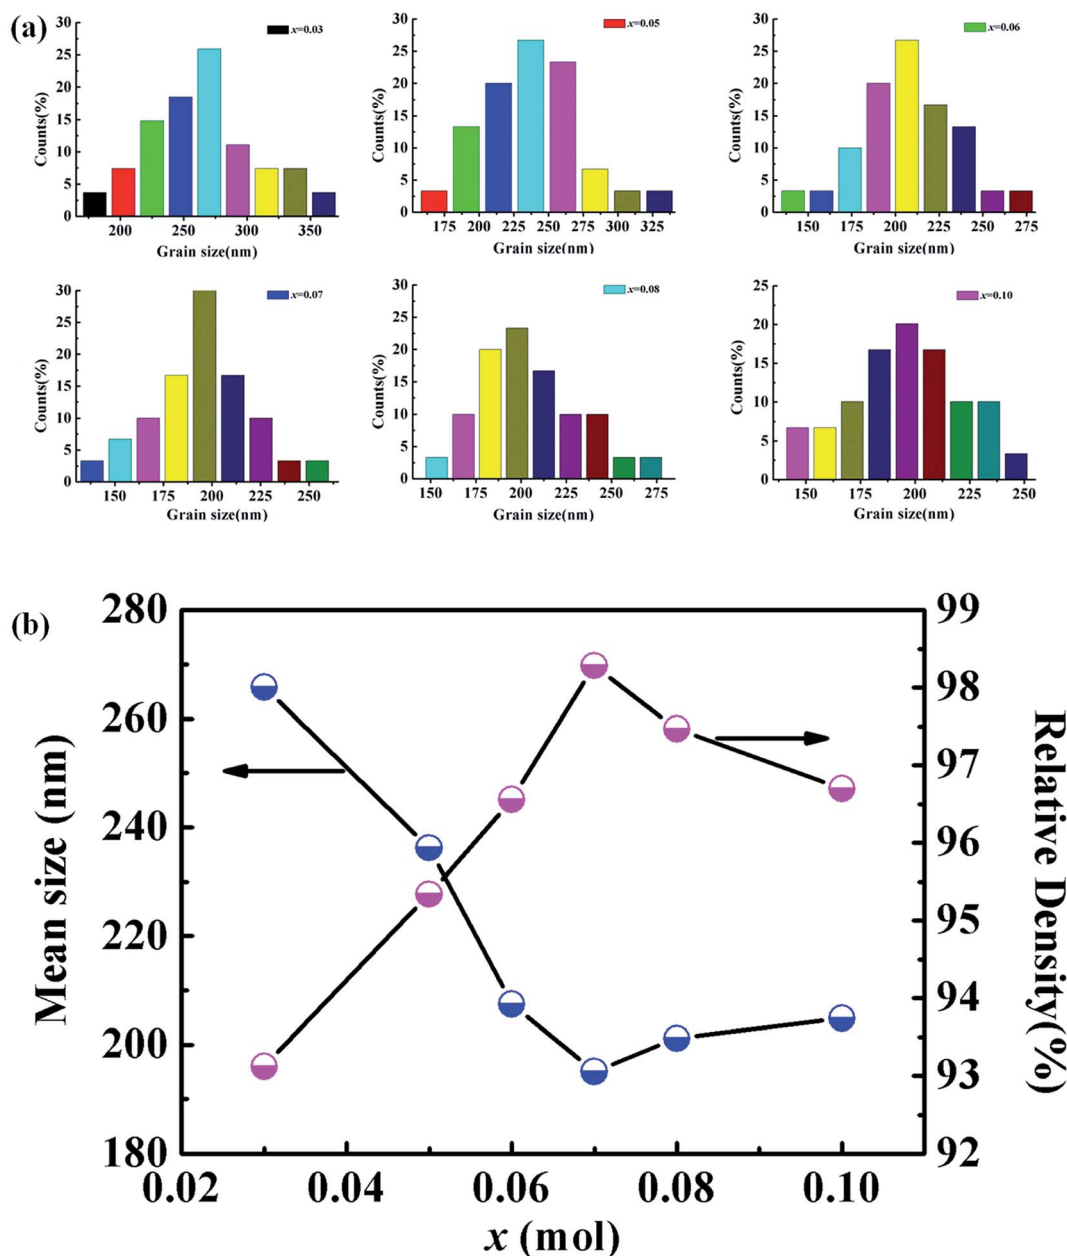 (a)
30
25
20
15
10
5
0
Counts(%)
x=0.03
200 250 300 350
Grain size(nm)
30
25
20
15
10
5
0
Counts(%)
x=0.05
175 200 225 250 275 300 325
Grain size(nm)
30
25
20
15
10
5
0
Counts(%)
x=0.06
150 175 200 225 250 275
Grain size(nm)
30
25
20
15
10
5
0
Counts(%)
x=0.07
150 175 200 225 250
Grain size(nm)
30
25
20
15
10
5
0
Counts(%)
x=0.08
150 175 200 225 250 275
Grain size(nm)
25
20
15
10
5
0
Counts(%)
x=0.10
150 175 200 225 250
Grain size(nm)
(b)
280
260
240
220
200
180
Mean size (nm)
99
98
97
96
95
94
93
92
Relative Density(%)
0.02 0.04 0.06 0.08 0.10
x (mol)